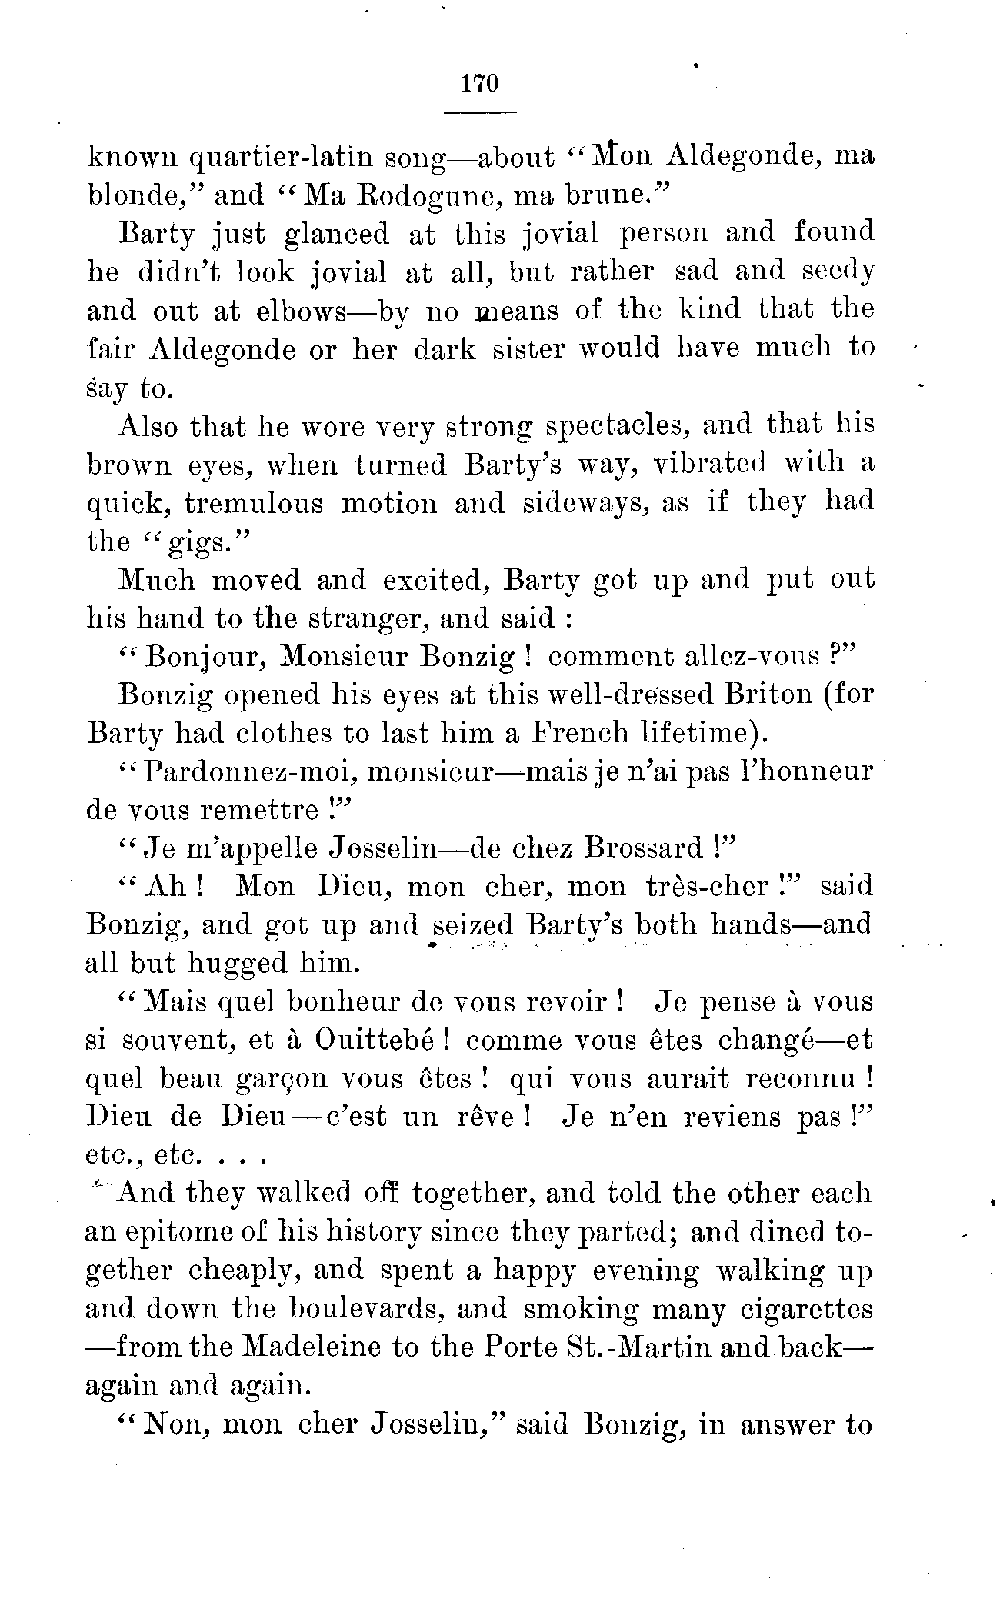 170
known quartier-latin song—about “Mon Aldegonde, ma
blonde,” and “Ma Rodogune, ma brune.”
Barty just glanced at this jovial person and found
he didn’t look jovial at all, but rather sad and seedy
and out at elbows—by no means of the kind that the
fair Aldegonde or her dark sister would have much to
say to.
Also that he wore very strong spectacles, and that his
brown eyes, when turned Barty’s way, vibrated with a
quick, tremulous motion and sideways, as if they had
the “gigs.”
Much moved and excited, Barty got up and put out
his hand to the stranger, and said :
“Bonjour, Monsieur Bonzig ! comment allez-vous ?”
Bonzig opened his eyes at this well-dressed Briton (for
Barty had clothes to last him a French lifetime).
“Pardonnez-moi, monsieur—mais je n’ai pas l’honneur
de vous remettre !”
“Je m’appelle Josselin—de chez Brossard !”
“Ah ! Mon Dieu, mon cher, mon très-cher !” said
Bonzig, and got up and seized Barty’s both hands—and
all but hugged him.
“Mais quel bonheur de vous revoir ! Je pense à vous
si souvent, et à Ouittebé ! comme vous êtes changé—et
quel beau garçon vous êtes ! qui vous aurait reconnu !
Dieu de Dieu—c’est un rêve ! Je n’en reviens pas !”
etc., etc. . . .
And they walked off together, and told the other each
an epitome of his history since they parted; and dined to-
gether cheaply, and spent a happy evening walking up
and down the boulevards, and smoking many cigarettes
—from the Madeleine to the Porte St.-Martin and back—
again and again.
“Non, mon cher Josselin,” said Bonzig, in answer to